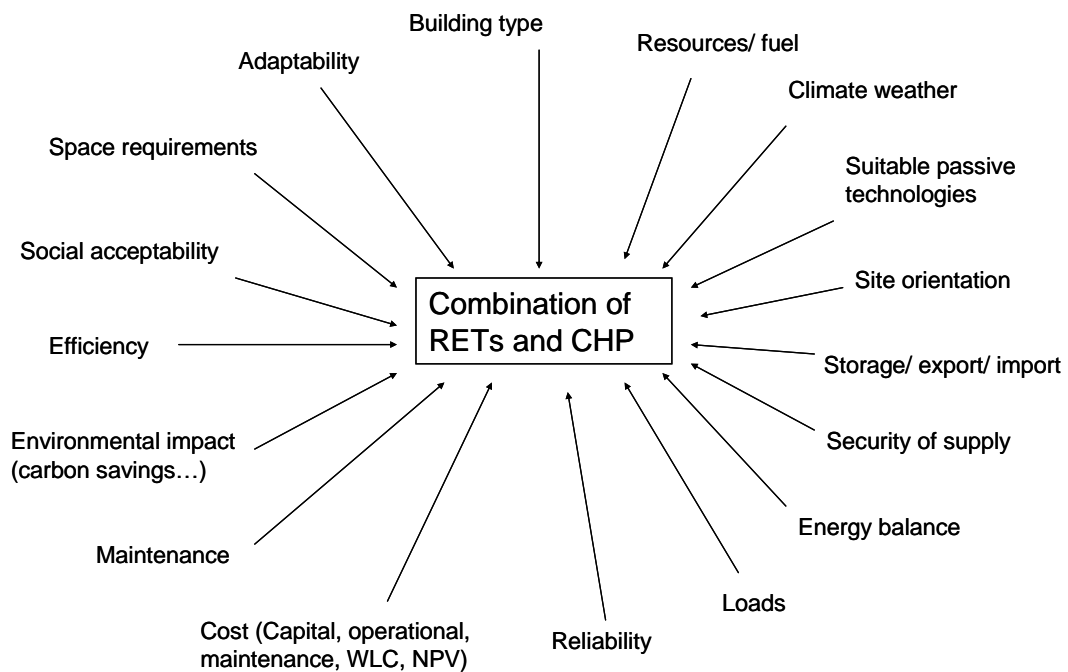 Building type
Resources/ fuel
Adaptability
Climate weather
Space requirements
Suitable passive
technologies
Social acceptability
Site orientation
Combination of
RETs and CHP
Efficiency
Storage/ export/ import
Environmental impact
(carbon savings…)
Security of supply
Energy balance
Maintenance
Loads
Cost (Capital, operational,
maintenance, WLC, NPV)
Reliability